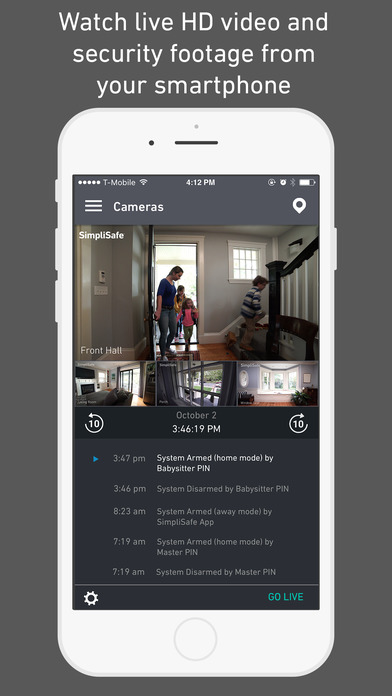 Watch live HD video and
security footage from
your smartphone
T-Mobile 4:12 PM
Cameras
SimpliSafe
Front Hall
SimpliSafe
10 October 2 10
3:46:19 PM
3:47 pm System Armed (home mode) by
Babysitter PIN
3:46 pm System Disarmed by Babysitter PIN
8:23 am System Armed (away mode) by
SimpliSafe App
7:19 am System Armed (home mode) by
Master PIN
7:19 am System Disarmed by Master PIN
GO LIVE